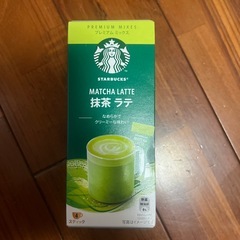 PREMIUM MIXES
プレミアム ミックス
STARBUCKS®
MATCHA LATTE
抹茶 ラテ
なめらかで
クリーミーな味わい